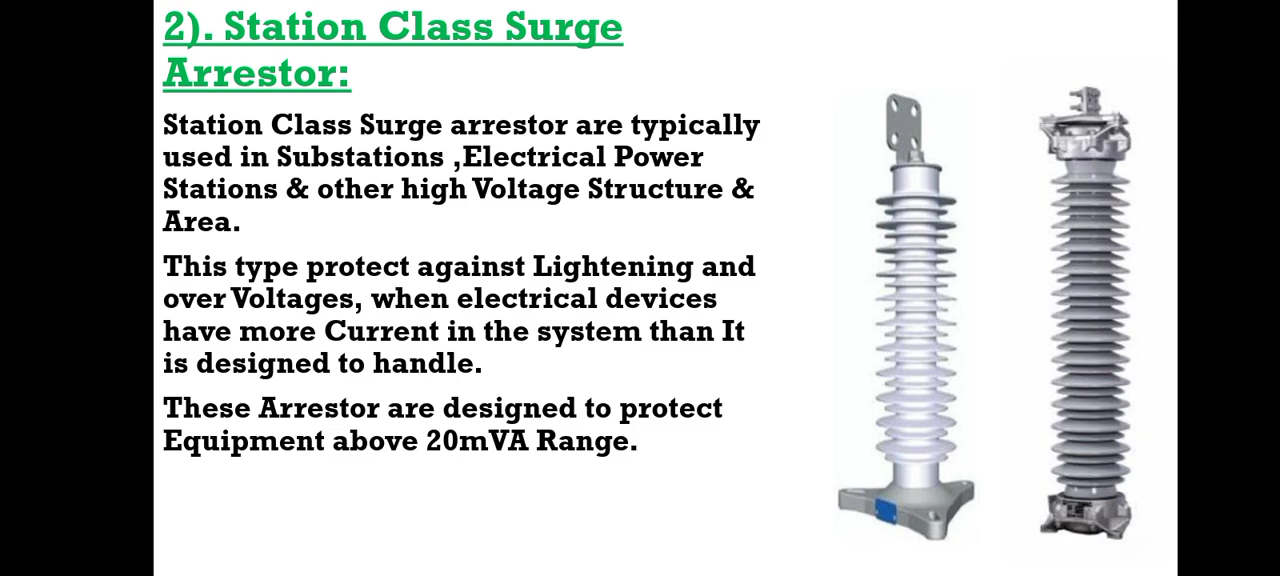 2). Station Class Surge
Arrestor:
Station Class Surge arrestor are typically
used in Substations ,Electrical Power
Stations & other high Voltage Structure &
Area.
This type protect against Lightening and
over Voltages, when electrical devices
have more Current in the system than It
is designed to handle.
These Arrestor are designed to protect
Equipment above 20mVA Range.